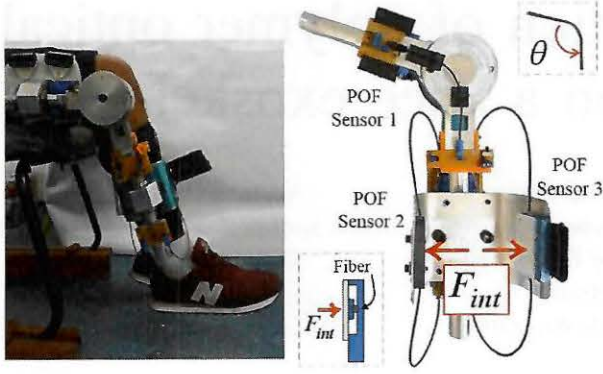 POF
Sensor 1
θ
POF
Sensor 2
POF
Sensor 3
F_int
Fiber
F_int
N